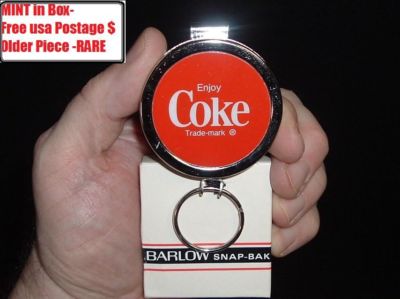 MINT in Box-
Free usa Postage $
Older Piece -RARE
Enjoy
Coke
Trade-mark ®
BARLOW SNAP-BAK